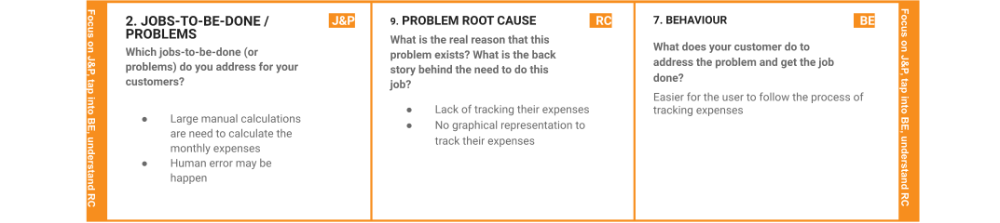 Focus on J&P, tap into BE, understand RC
2. JOBS-TO-BE-DONE /
PROBLEMS
J&P
Which jobs-to-be-done (or
problems) do you address for your
customers?
● Large manual calculations
are need to calculate the
monthly expenses
● Human error may be
happen
9. PROBLEM ROOT CAUSE
RC
What is the real reason that this
problem exists? What is the back
story behind the need to do this
job?
● Lack of tracking their expenses
● No graphical representation to
track their expenses
7. BEHAVIOUR
BE
What does your customer do to
address the problem and get the job
done?
Easier for the user to follow the process of
tracking expenses
Focus on J&P, tap into BE, understand RC